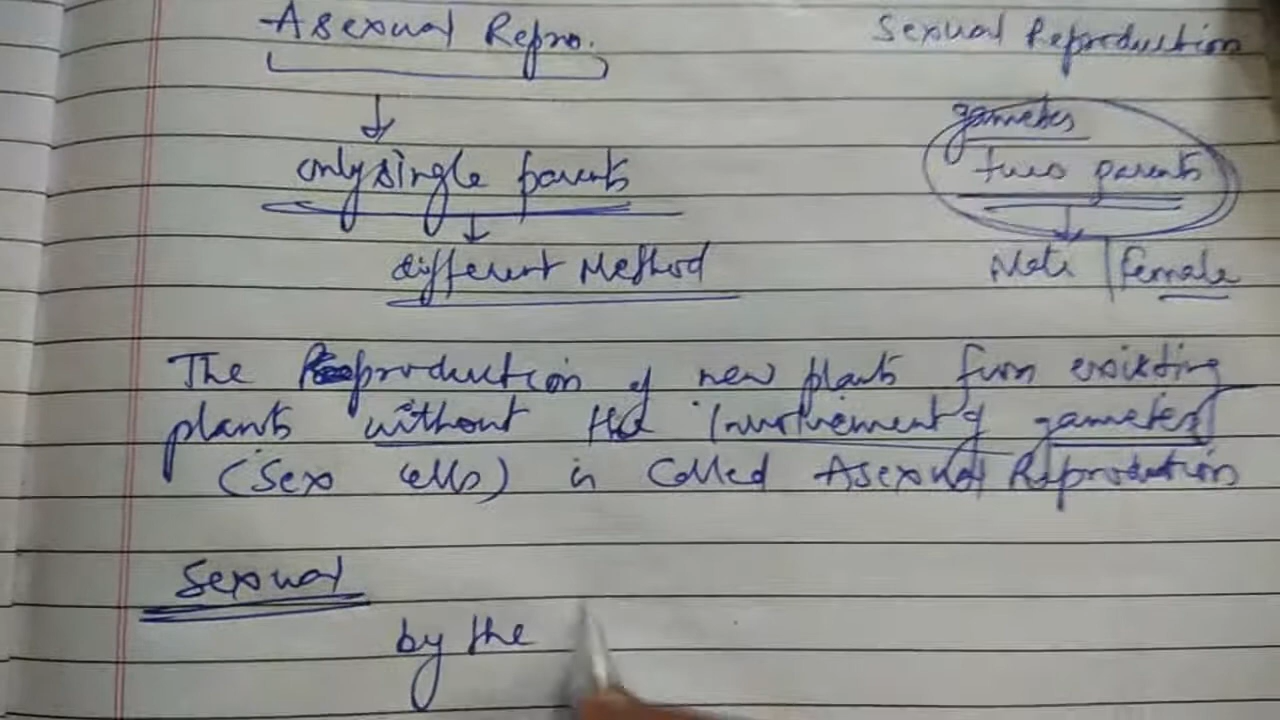 Asexual Repro. Sexual Reproduction
gametes
only single parents two parents
different Method Male | female
The Reproduction of new plants from existing
plants without the involvement of gametes
(Sex cells) is called Asexual Reproduction
Sexual
by the